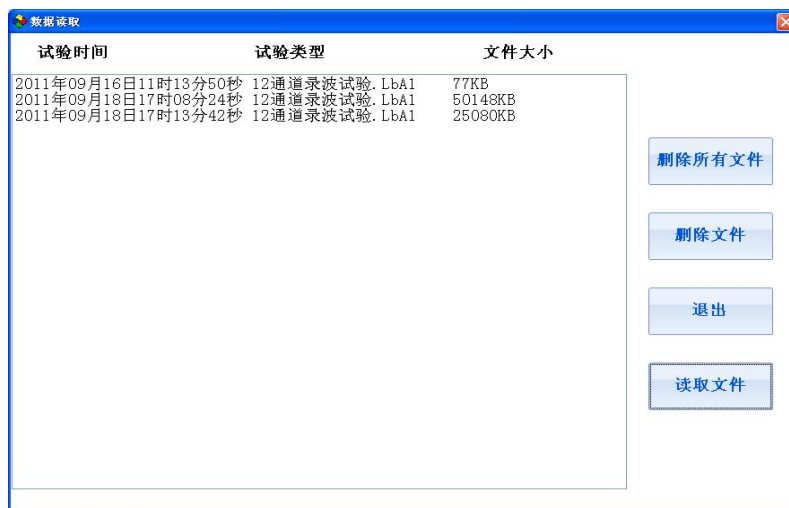 数据读取
试验时间 试验类型 文件大小
2011年09月16日11时13分50秒 12通道录波试验.LbA1 77KB
2011年09月18日17时08分24秒 12通道录波试验.LbA1 50148KB
2011年09月18日17时13分42秒 12通道录波试验.LbA1 25080KB
删除所有文件
删除文件
退出
读取文件